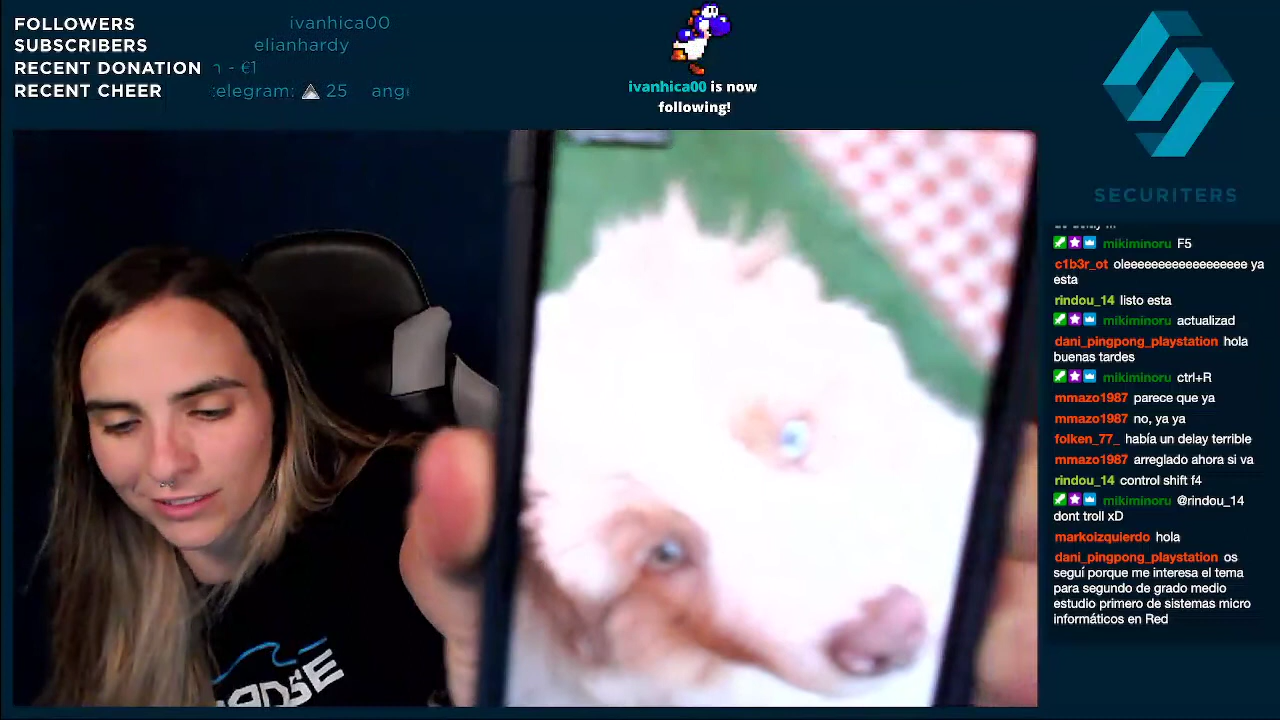 FOLLOWERS
ivanhica00
SUBSCRIBERS
elianhardy
RECENT DONATION
n - €1
RECENT CHEER
elegram: 25 ang
ivanhica00 is now
following!
SECURITERS
mikiminoru F5
c1b3r_ot oleeeeeeeeeeeeeeeee ya
esta
rindou_14 listo esta
mikiminoru actualizad
dani_pingpong_playstation hola
buenas tardes
mikiminoru ctrl+R
mmazo1987 parece que ya
mmazo1987 no, ya ya
folken_77_ había un delay terrible
mmazo1987 arreglado ahora si va
rindou_14 control shift f4
mikiminoru @rindou_14
dont troll xD
markoizquierdo hola
dani_pingpong_playstation os
seguí porque me interesa el tema
para segundo de grado medio
estudio primero de sistemas micro
informáticos en Red